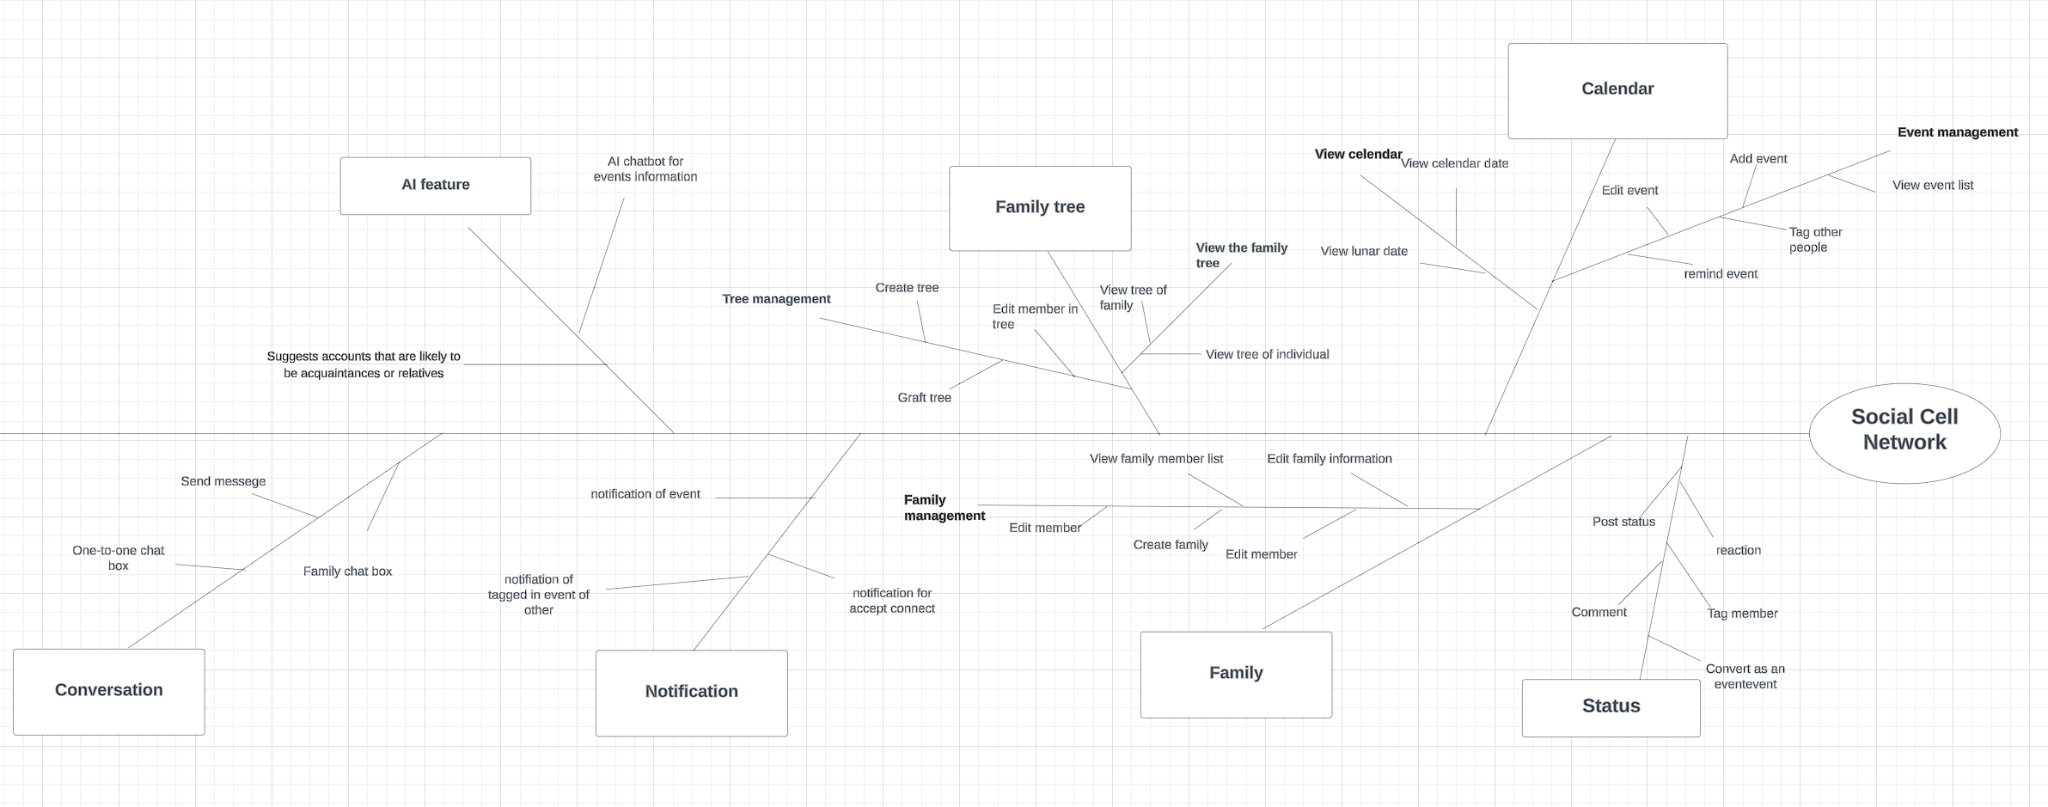 Calendar
Event management
View celendar
View celendar date
Add event
AI chatbot for
events information
AI feature
Edit event
View event list
Family tree
Tag other
people
View the family
tree
View lunar date
remind event
Create tree
View tree of
family
Tree management
Edit member in
tree
View tree of individual
Suggests accounts that are likely to
be acquaintances or relatives
Graft tree
Social Cell
Network
View family member list
Edit family information
Send messege
notification of event
Family
management
Edit member
Post status
Create family
Edit member
reaction
One-to-one chat
box
Family chat box
notifiation of
tagged in event of
other
notification for
accept connect
Comment
Tag member
Family
Convert as an
eventevent
Conversation
Notification
Status